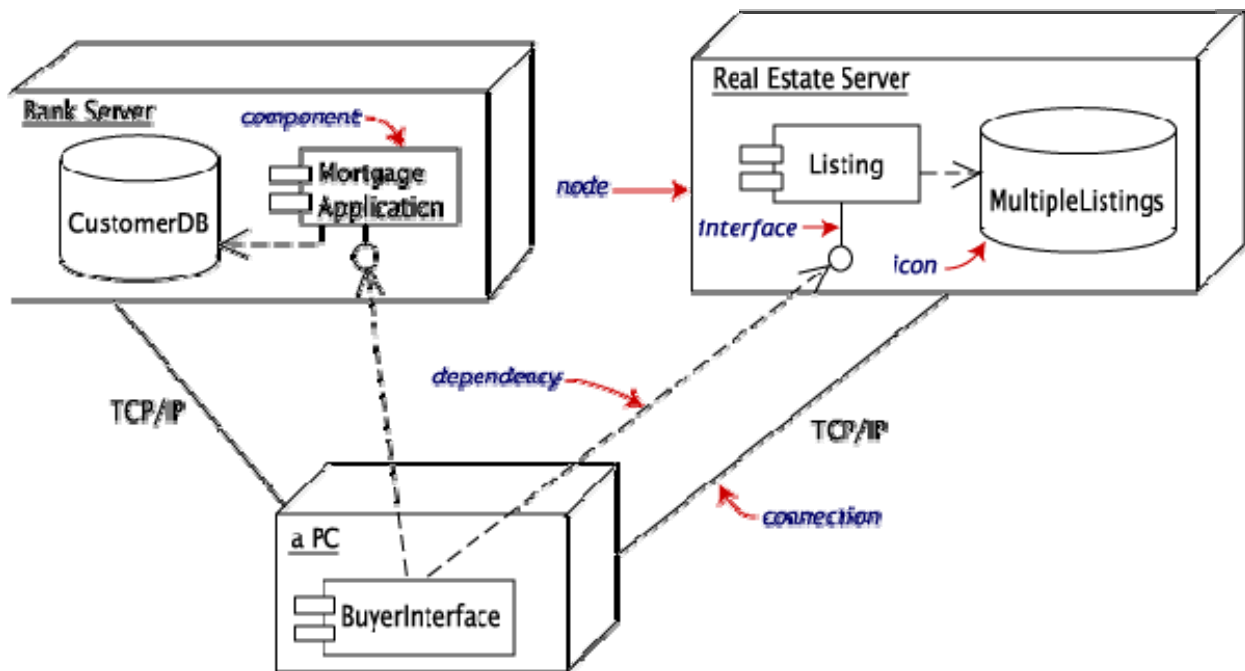 Bank Server
component
Mortgage
Application
CustomerDB
Real Estate Server
node
Listing
interface
MultipleListings
icon
dependency
TCP/IP
TCP/IP
connection
a PC
BuyerInterface